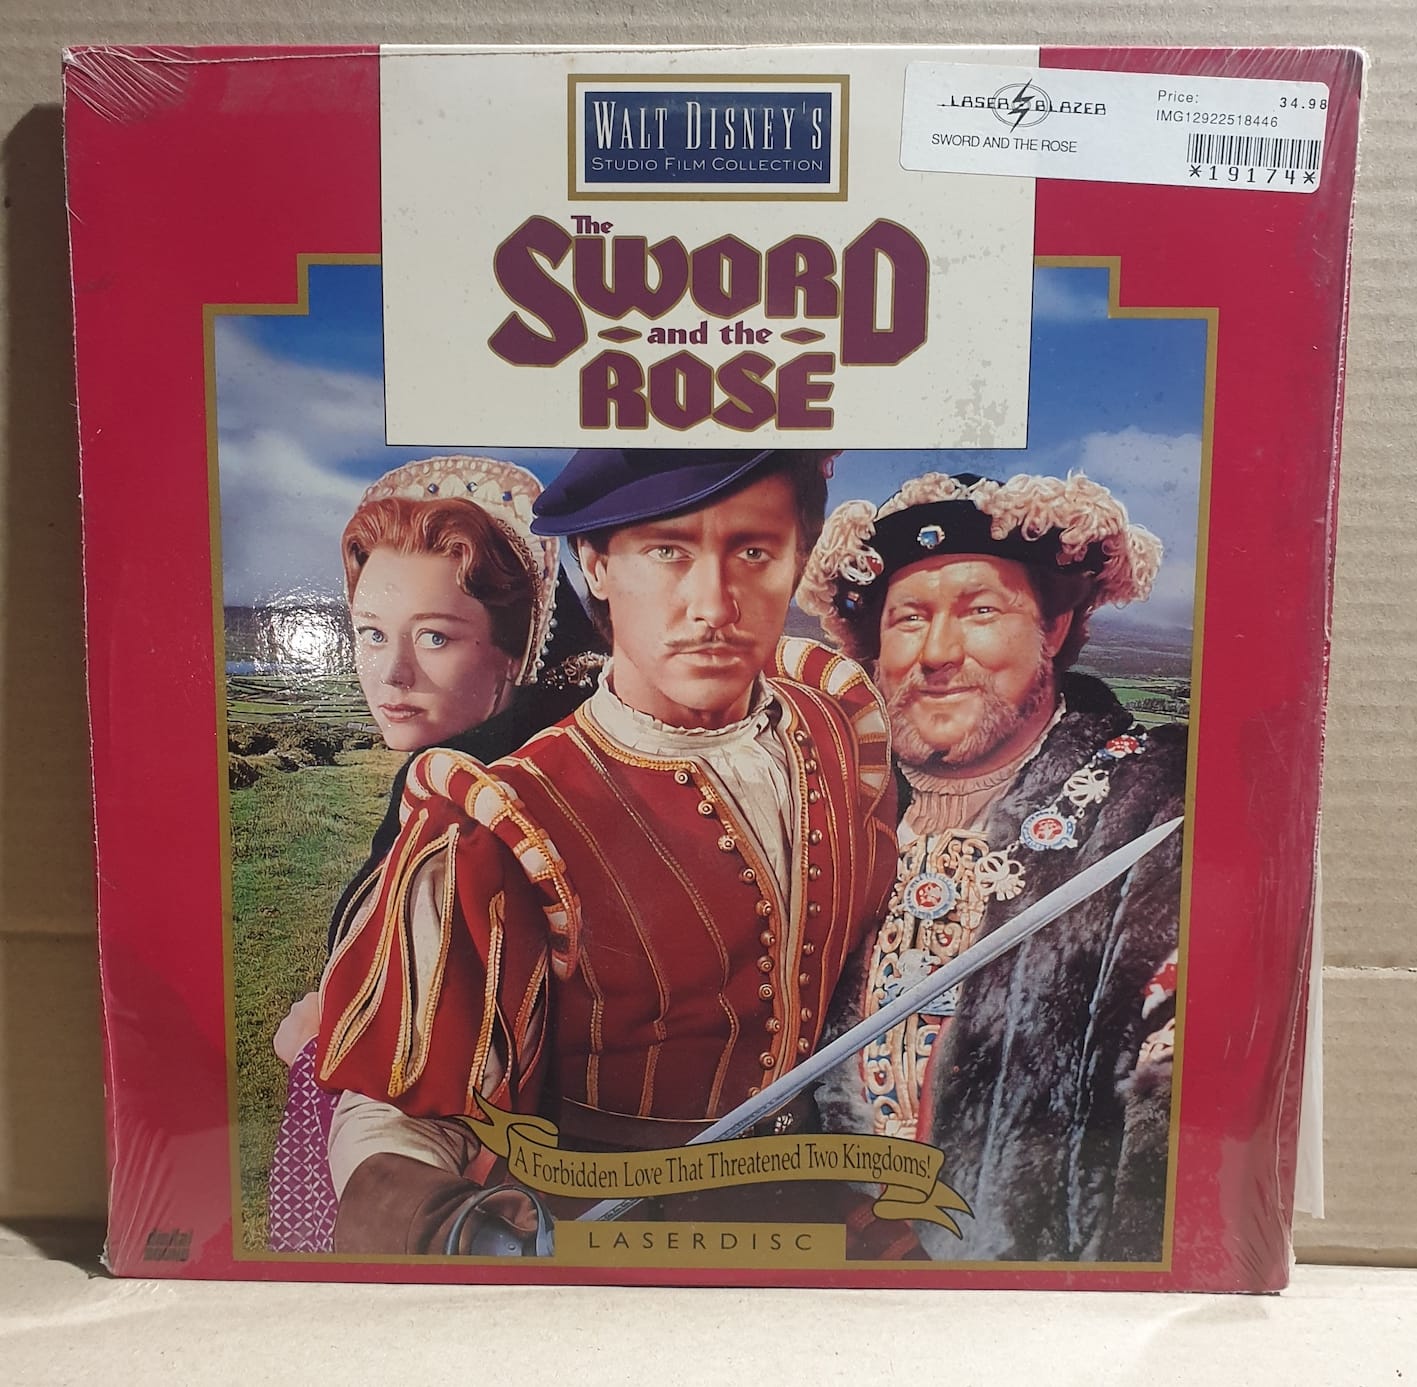 WALT DISNEY'S
STUDIO FILM COLLECTION
The
SWORD
and the
ROSE
LASER BLAZER
SWORD AND THE ROSE
Price: 34.98
IMG12922518446
*19174*
A Forbidden Love That Threatened Two Kingdoms!
LASERDISC
digital